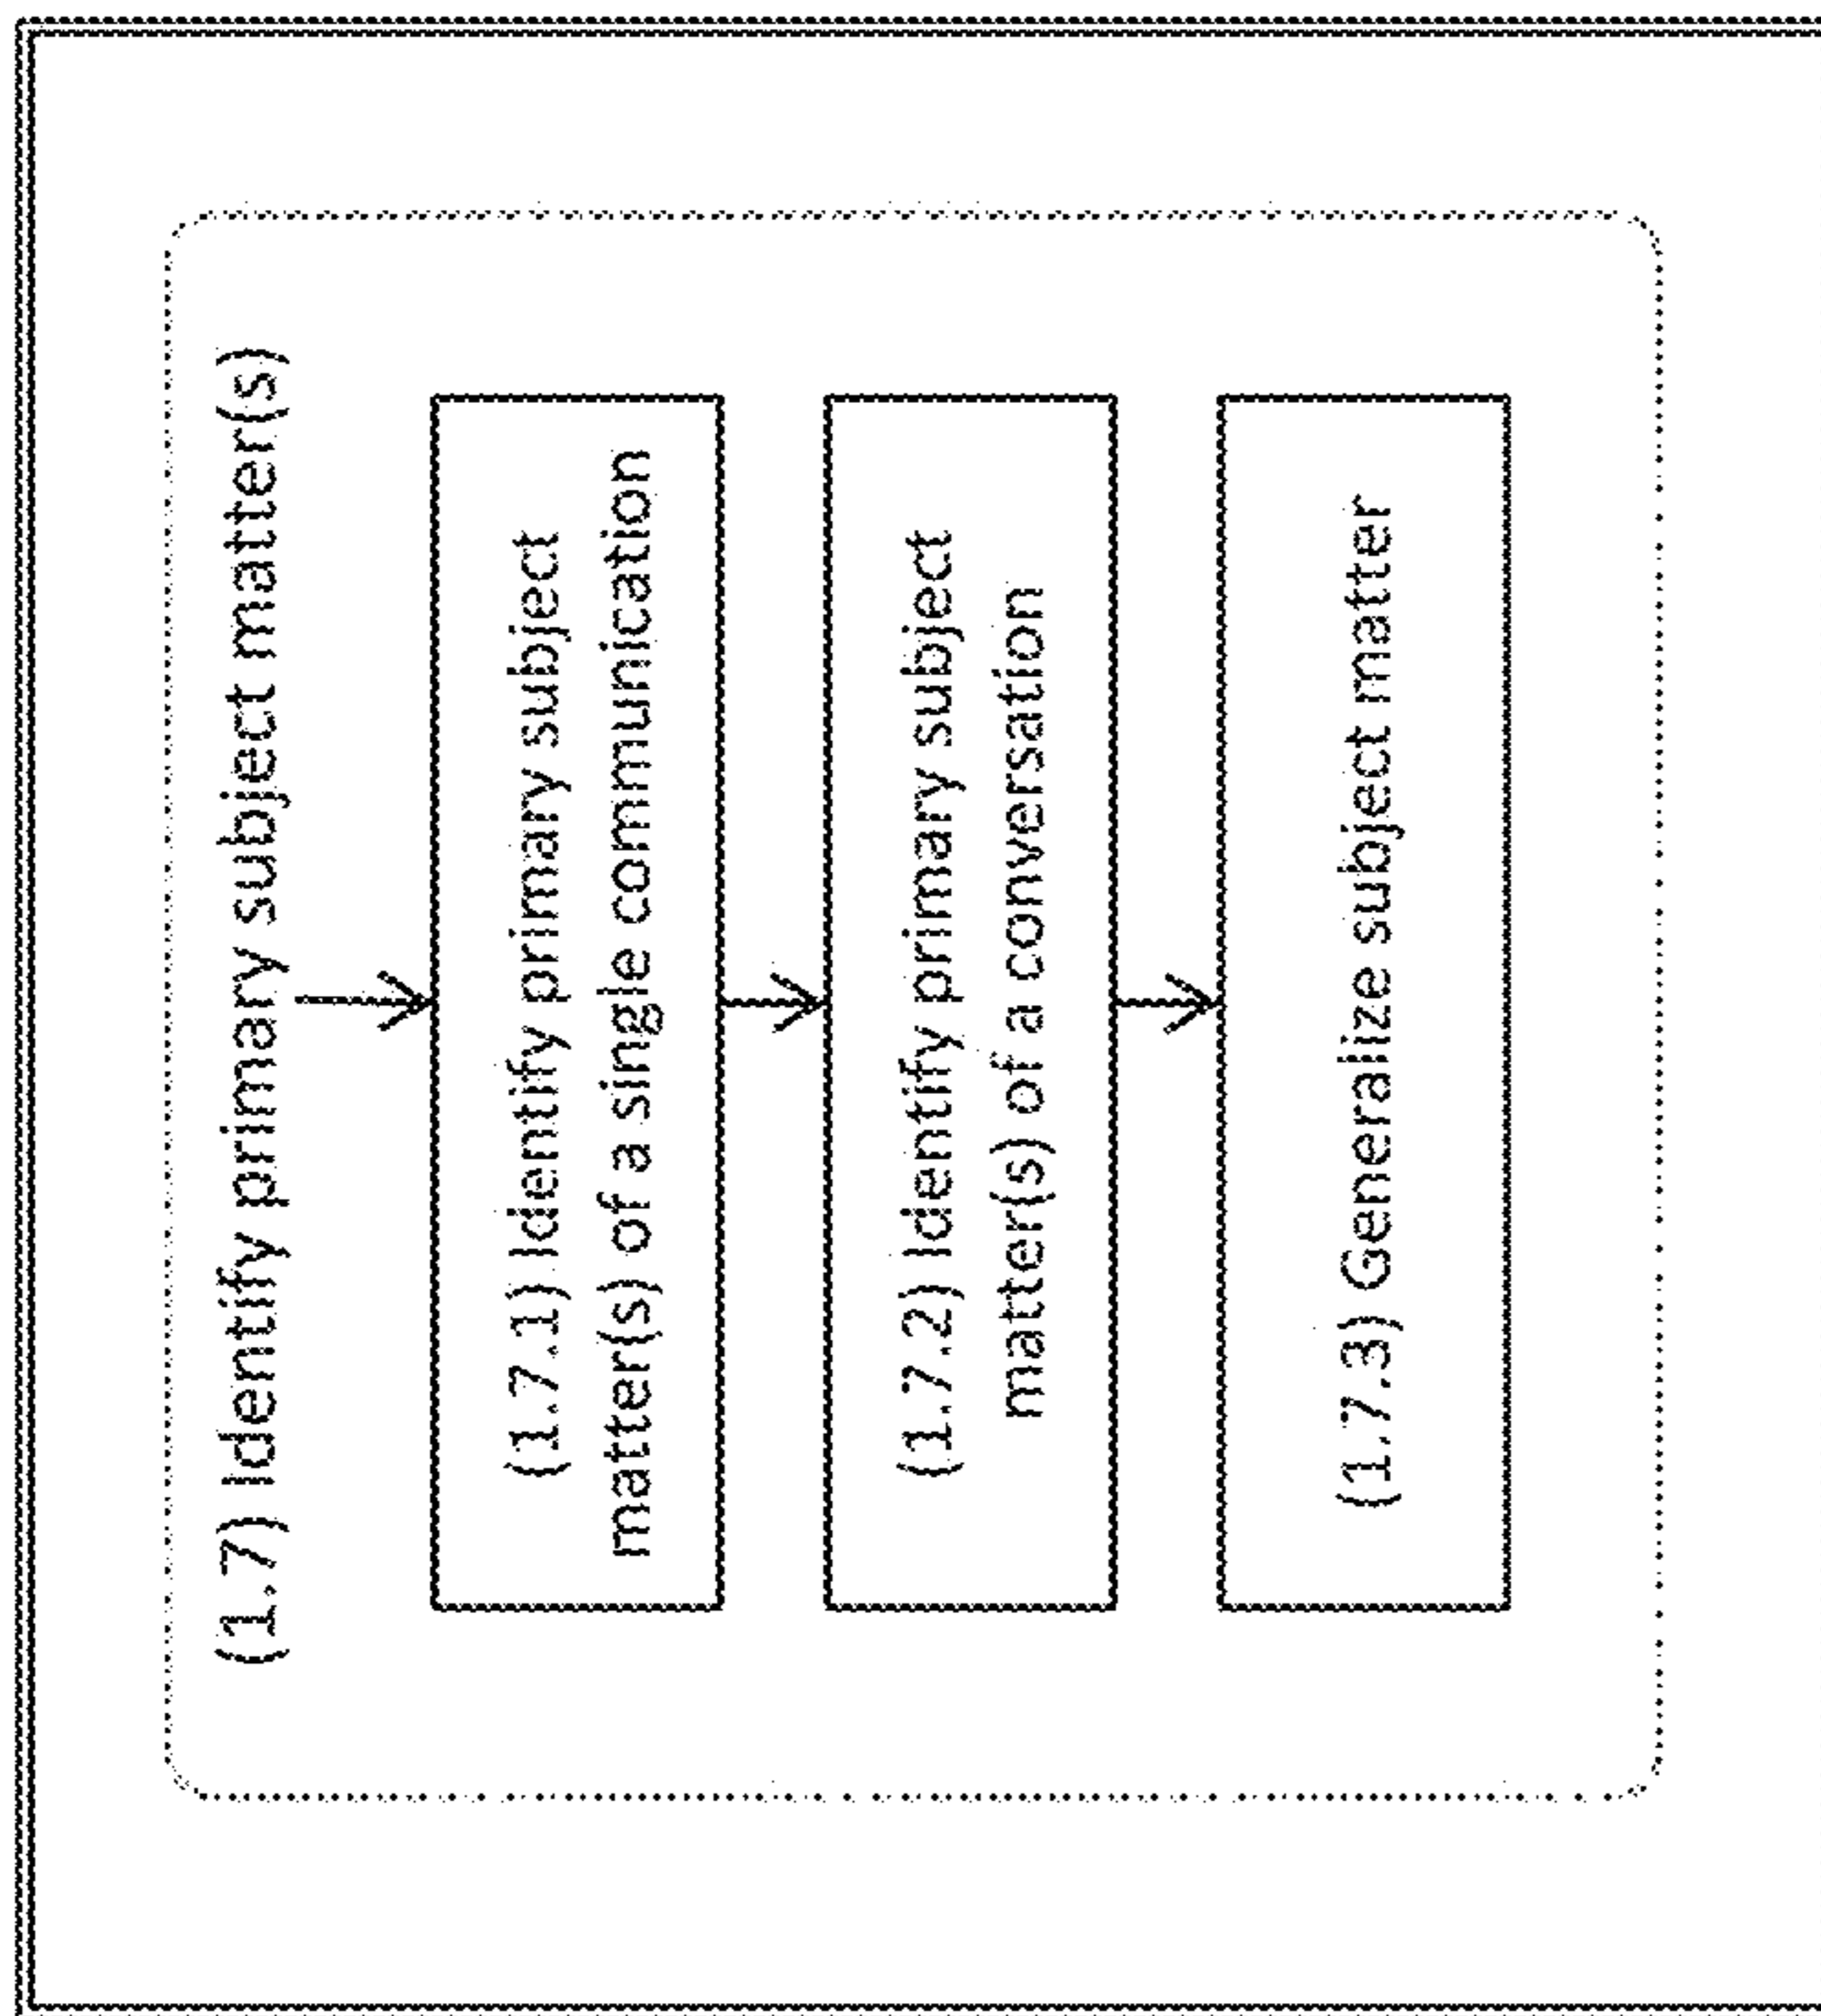 (1.7) Identify primary subject matter(s)
(1.7.1) Identify primary subject
matter(s) of a single communication
(1.7.2) Identify primary subject
matter(s) of a conversation
(1.7.3) Generalize subject matter